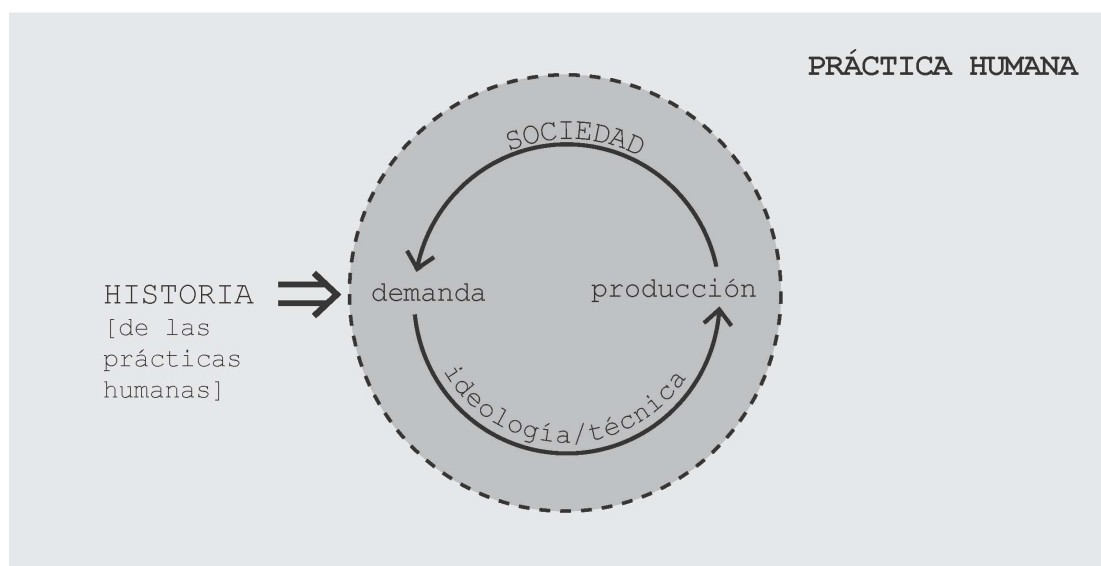 PRÁCTICA HUMANA
SOCIEDAD
demanda
producción
HISTORIA
[de las
prácticas
humanas]
ideología/técnica